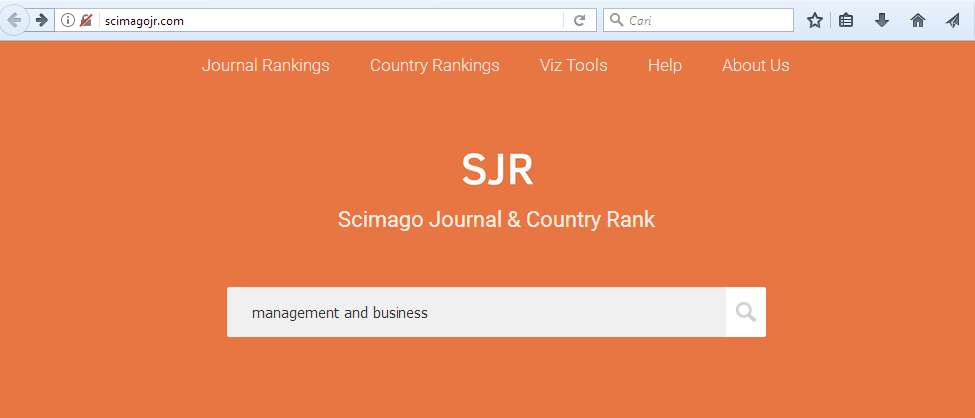 scimagojr.com
Cari
Journal Rankings Country Rankings Viz Tools Help About Us
SJR
Scimago Journal & Country Rank
management and business